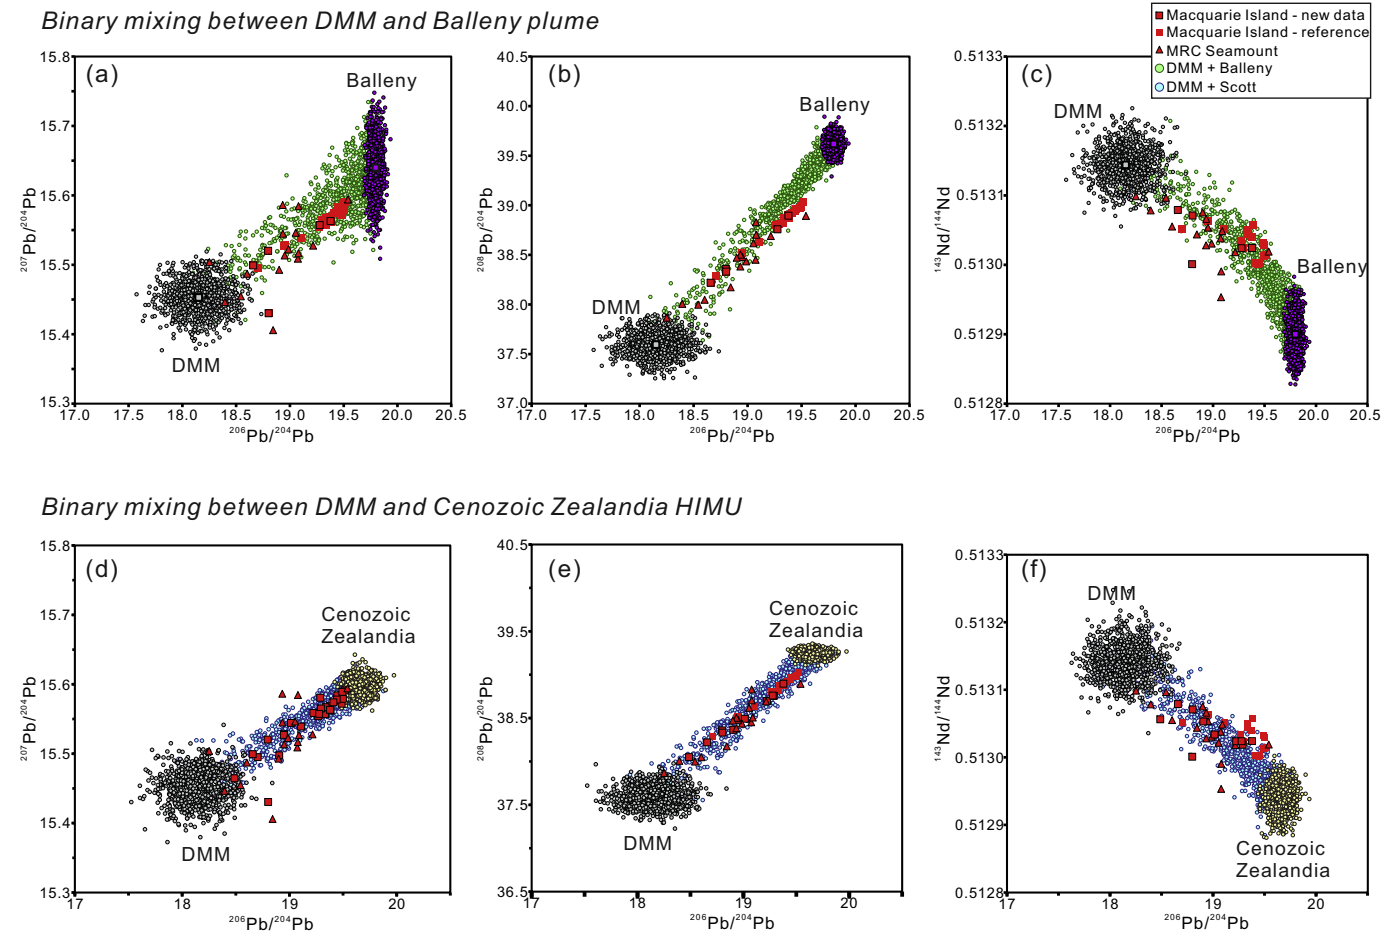 Binary mixing between DMM and Balleny plume
Macquarie Island - new data
Macquarie Island - reference
MRC Seamount
DMM + Balleny
DMM + Scott
(a)
Balleny
DMM
15.8
15.7
15.6
15.5
15.4
15.3
207Pb/204Pb
17.0 17.5 18.0 18.5 19.0 19.5 20.0 20.5
206Pb/204Pb
(b)
Balleny
DMM
40.5
40.0
39.5
39.0
38.5
38.0
37.5
37.0
208Pb/204Pb
17.0 17.5 18.0 18.5 19.0 19.5 20.0 20.5
206Pb/204Pb
(c)
DMM
Balleny
0.5133
0.5132
0.5131
0.5130
0.5129
0.5128
143Nd/144Nd
17.0 17.5 18.0 18.5 19.0 19.5 20.0 20.5
206Pb/204Pb
Binary mixing between DMM and Cenozoic Zealandia HIMU
(d)
Cenozoic
Zealandia
DMM
15.8
15.7
15.6
15.5
15.4
15.3
207Pb/204Pb
17 18 19 20
206Pb/204Pb
(e)
Cenozoic
Zealandia
DMM
40.5
39.5
38.5
37.5
36.5
208Pb/204Pb
17 18 19 20
206Pb/204Pb
(f)
DMM
Cenozoic
Zealandia
0.5133
0.5132
0.5131
0.5130
0.5129
0.5128
143Nd/144Nd
17 18 19 20
206Pb/204Pb